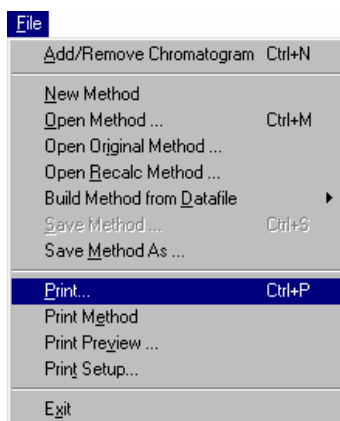 File
Add/Remove Chromatogram Ctrl+N
New Method
Open Method ... Ctrl+M
Open Original Method ...
Open Recalc Method ...
Build Method from Datafile
Save Method ... Ctrl+S
Save Method As ...
Print... Ctrl+P
Print Method
Print Preview ...
Print Setup...
Exit